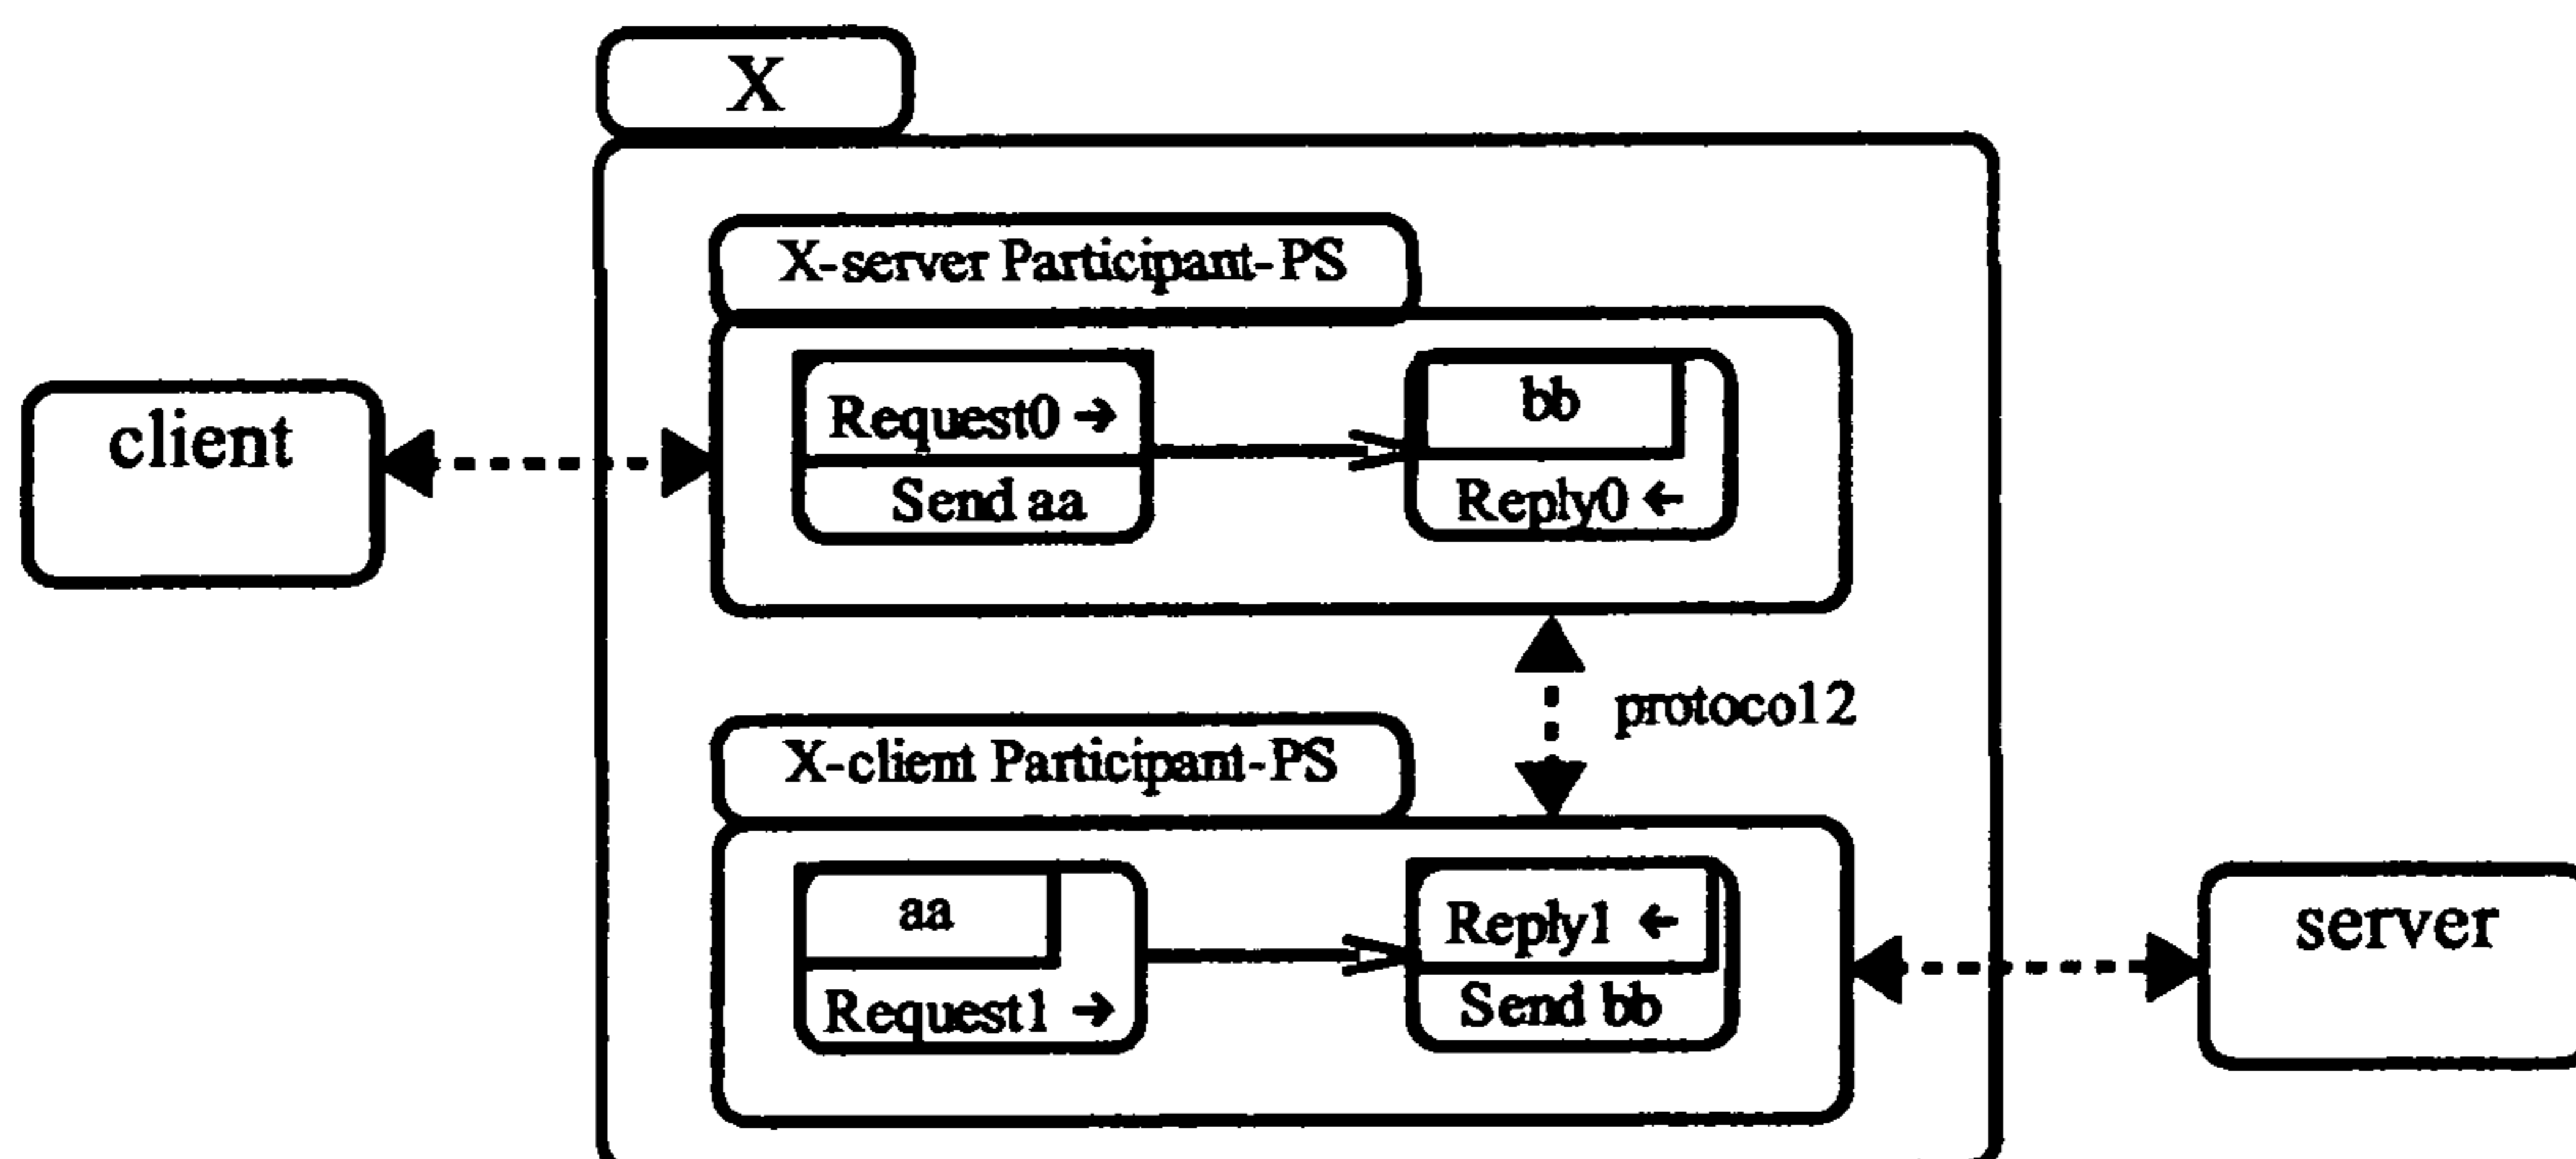 X
X-server Participant-PS
Request0 →
Send aa
bb
Reply0 ←
client
protocol2
X-client Participant-PS
aa
Request1 →
Reply1 ←
Send bb
server